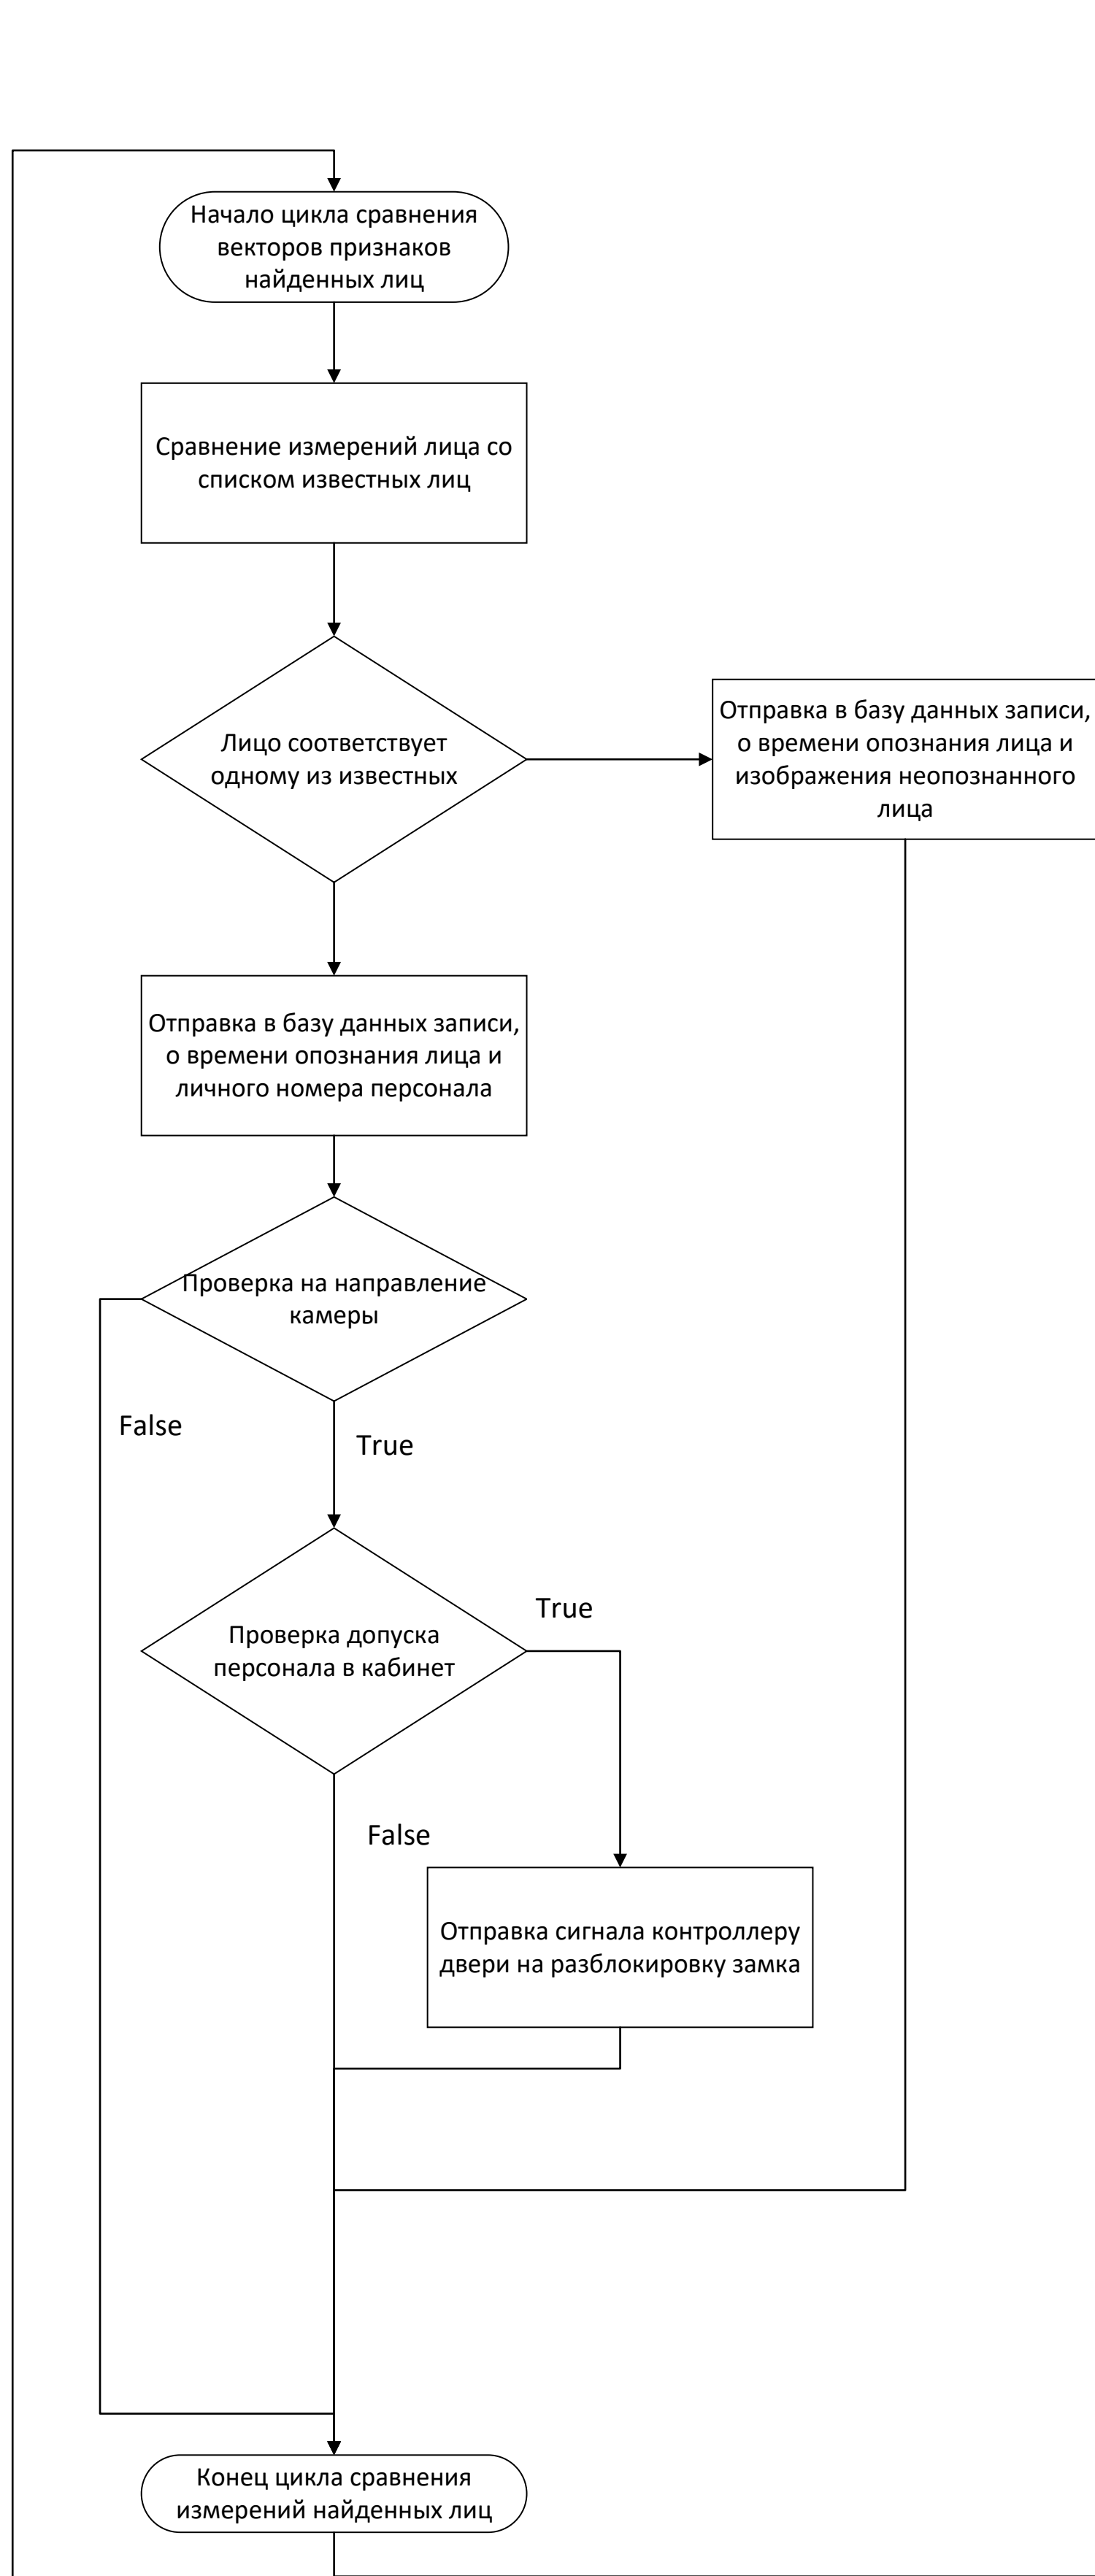 Начало цикла сравнения
векторов признаков
найденных лиц
Сравнение измерений лица со
списком известных лиц
Лицо соответствует
одному из известных
Отправка в базу данных записи,
о времени опознания лица и
изображения неопознанного
лица
Отправка в базу данных записи,
о времени опознания лица и
личного номера персонала
Проверка на направление
камеры
False
True
Проверка допуска
персонала в кабинет
True
False
Отправка сигнала контроллеру
двери на разблокировку замка
Конец цикла сравнения
измерений найденных лиц